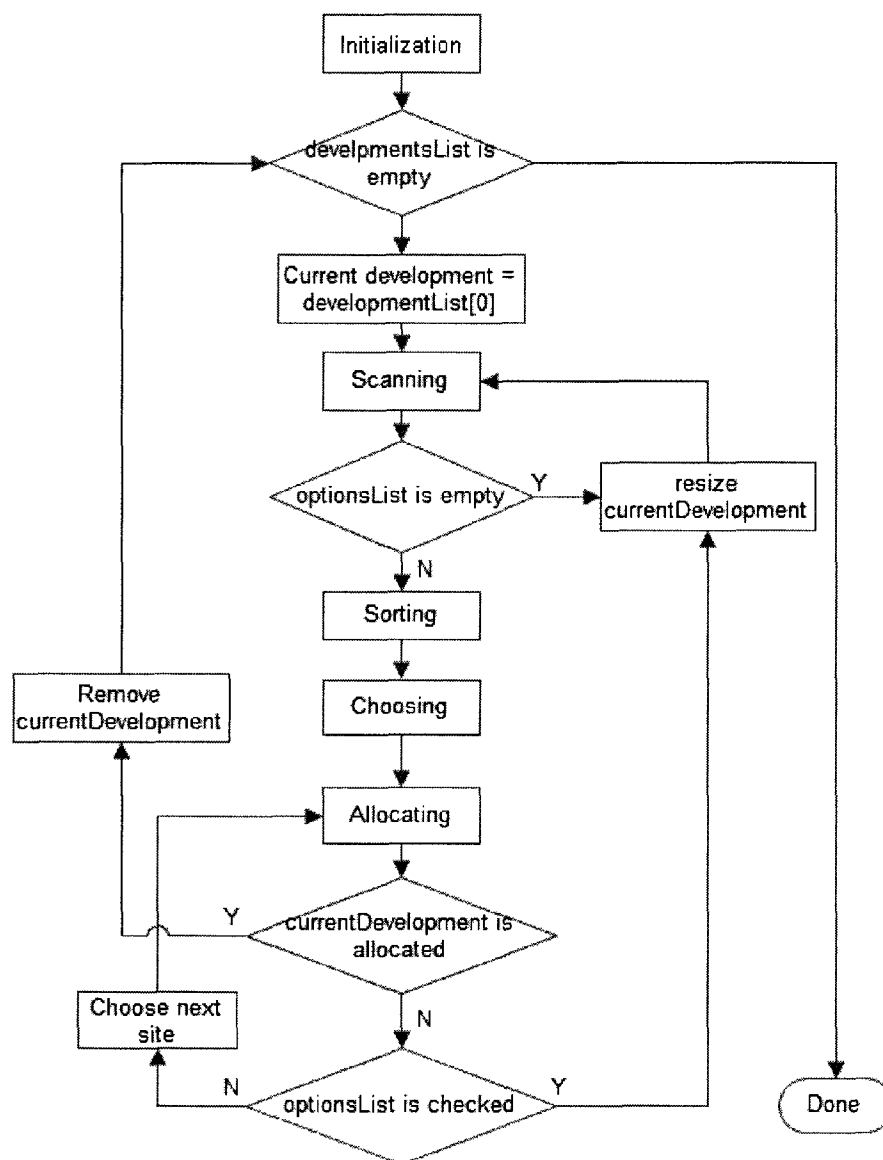 Initialization
develpmentsList is
empty
Current development =
developmentList[0]
Scanning
optionsList is empty
Y
resize
currentDevelopment
N
Sorting
Remove
currentDevelopment
Choosing
Allocating
Y
currentDevelopment is
allocated
Choose next
site
N
N
optionsList is checked
Y
Done